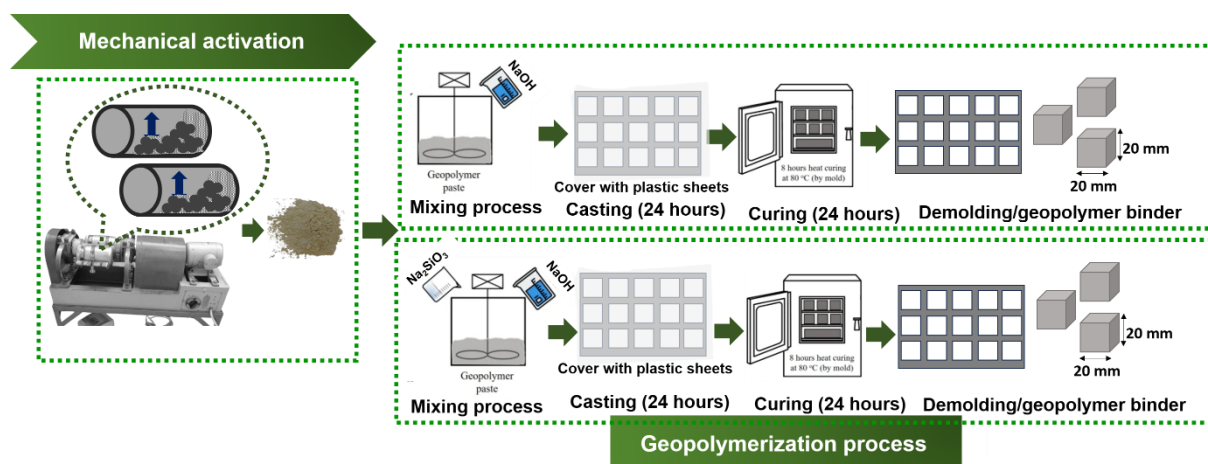 Mechanical activation
NaOH
Geopolymer
paste
Mixing process
Cover with plastic sheets
Casting (24 hours)
8 hours heat curing
at 80 °C (by mold)
Curing (24 hours)
20 mm
20 mm
Demolding/geopolymer binder
Na₂SiO₃
NaOH
Geopolymer
paste
Mixing process
Cover with plastic sheets
Casting (24 hours)
8 hours heat curing
at 80 °C (by mold)
Curing (24 hours)
20 mm
20 mm
Demolding/geopolymer binder
Geopolymerization process